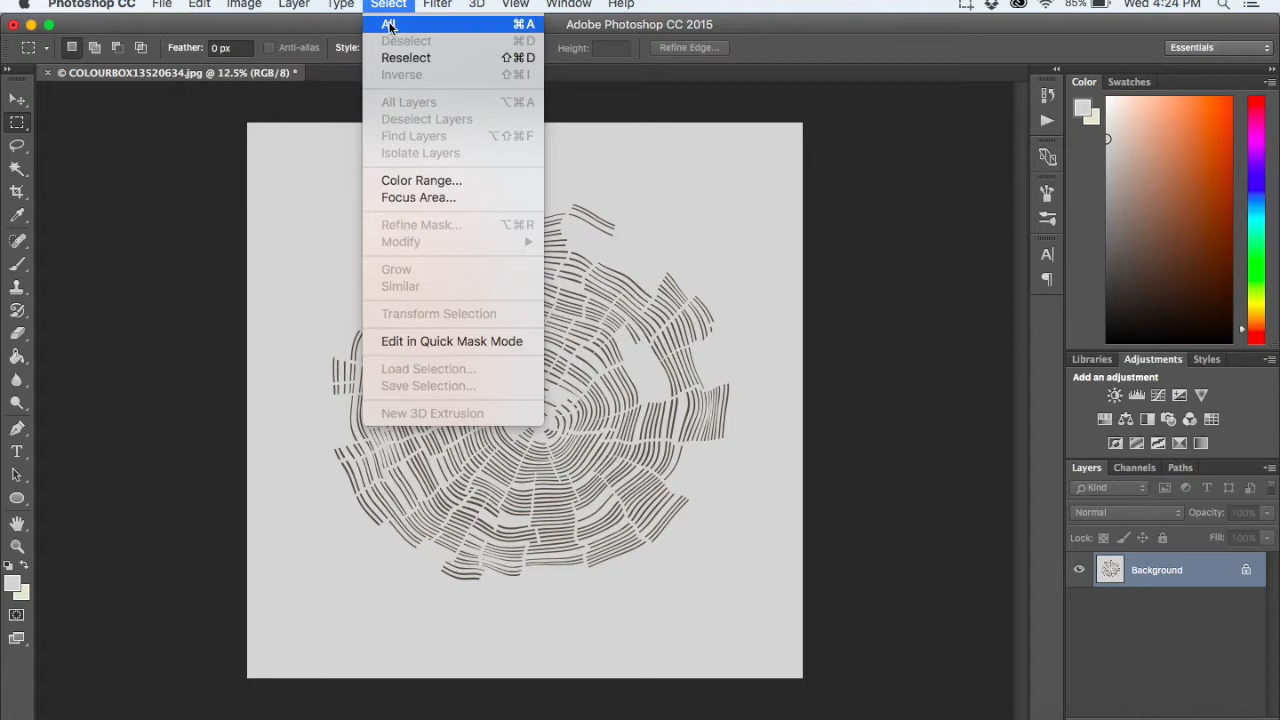 Photoshop CC File Edit Image Layer Type Select Filter 3D View Window Help 85% Wed 4:24 PM
Adobe Photoshop CC 2015
Feather: 0 px Anti-alias Style: Height: Refine Edge... Essentials
× © COLOURBOX13520634.jpg @ 12.5% (RGB/8) *
All ⌘A
Deselect ⌘D
Reselect ⇧⌘D
Inverse ⇧⌘I
All Layers ⌥⌘A
Deselect Layers
Find Layers ⌥⇧⌘F
Isolate Layers
Color Range...
Focus Area...
Refine Mask... ⌥⌘R
Modify
Grow
Similar
Transform Selection
Edit in Quick Mask Mode
Load Selection...
Save Selection...
New 3D Extrusion
Color Swatches
Libraries Adjustments Styles
Add an adjustment
Layers Channels Paths
Kind
Normal Opacity: 100%
Lock: Fill: 100%
Background